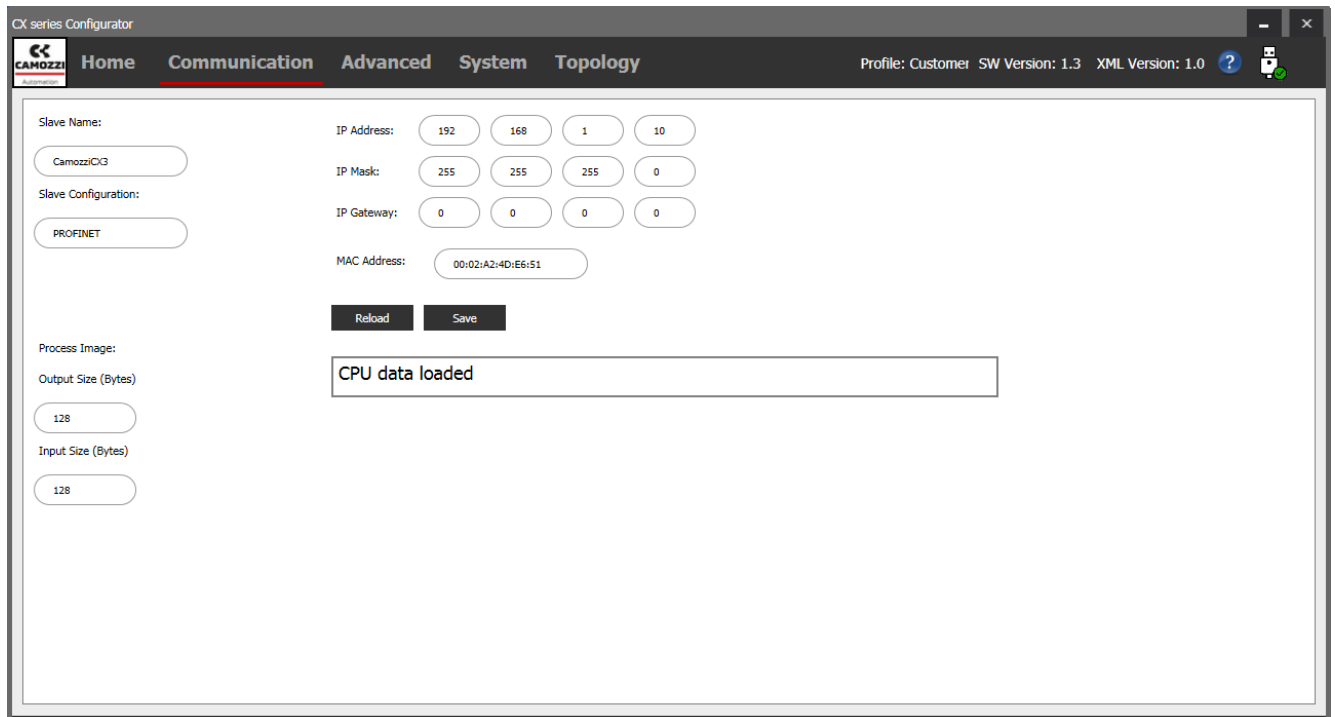 CX series Configurator
CAMOZZI
Automation
Home Communication Advanced System Topology Profile: Customer SW Version: 1.3 XML Version: 1.0 ?
Slave Name:
CamozziCX3
Slave Configuration:
PROFINET
IP Address: 192 168 1 10
IP Mask: 255 255 255 0
IP Gateway: 0 0 0 0
MAC Address: 00:02:A2:4D:E6:51
Reload Save
CPU data loaded
Process Image:
Output Size (Bytes)
128
Input Size (Bytes)
128